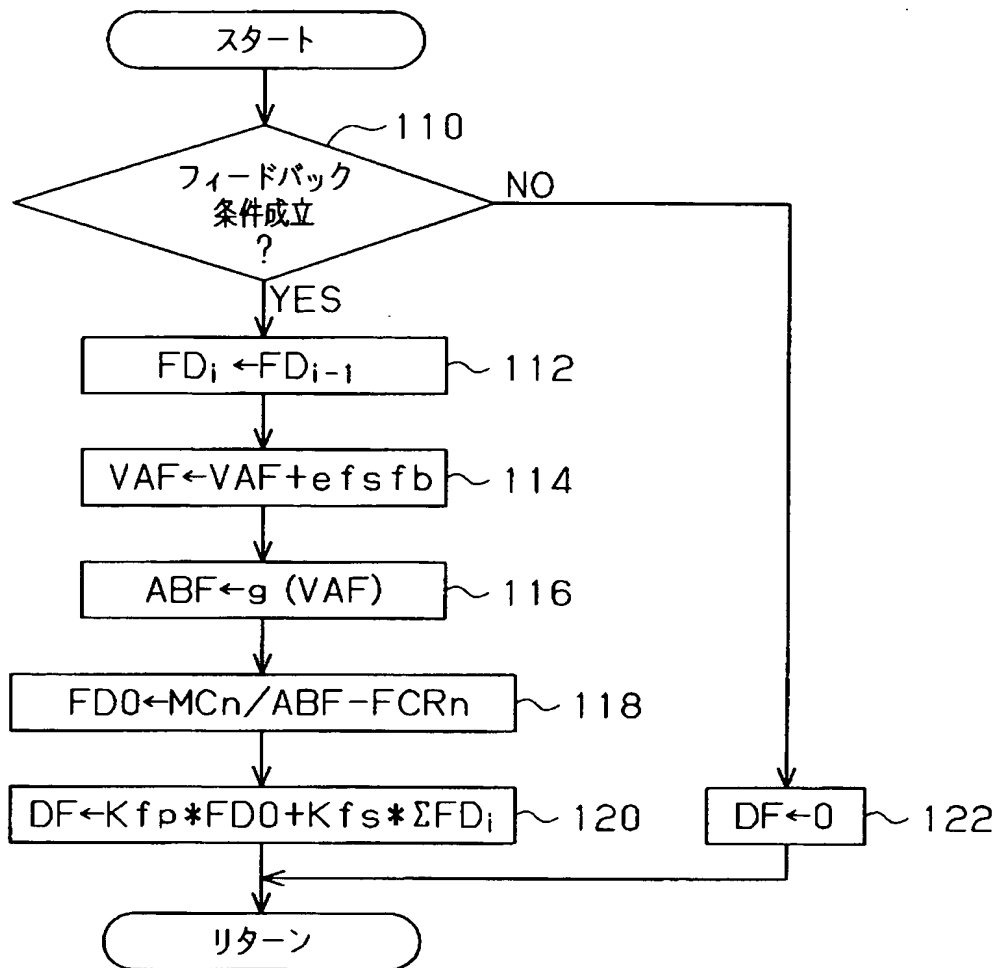 スタート
110
フィードバック
条件成立
?
NO
YES
FDi←FDi-1
112
VAF←VAF+efsfb
114
ABF←g (VAF)
116
FD0←MCn/ABF-FCRn
118
DF←Kfp*FD0+Kfs*ΣFDi
120
DF←0
122
リターン